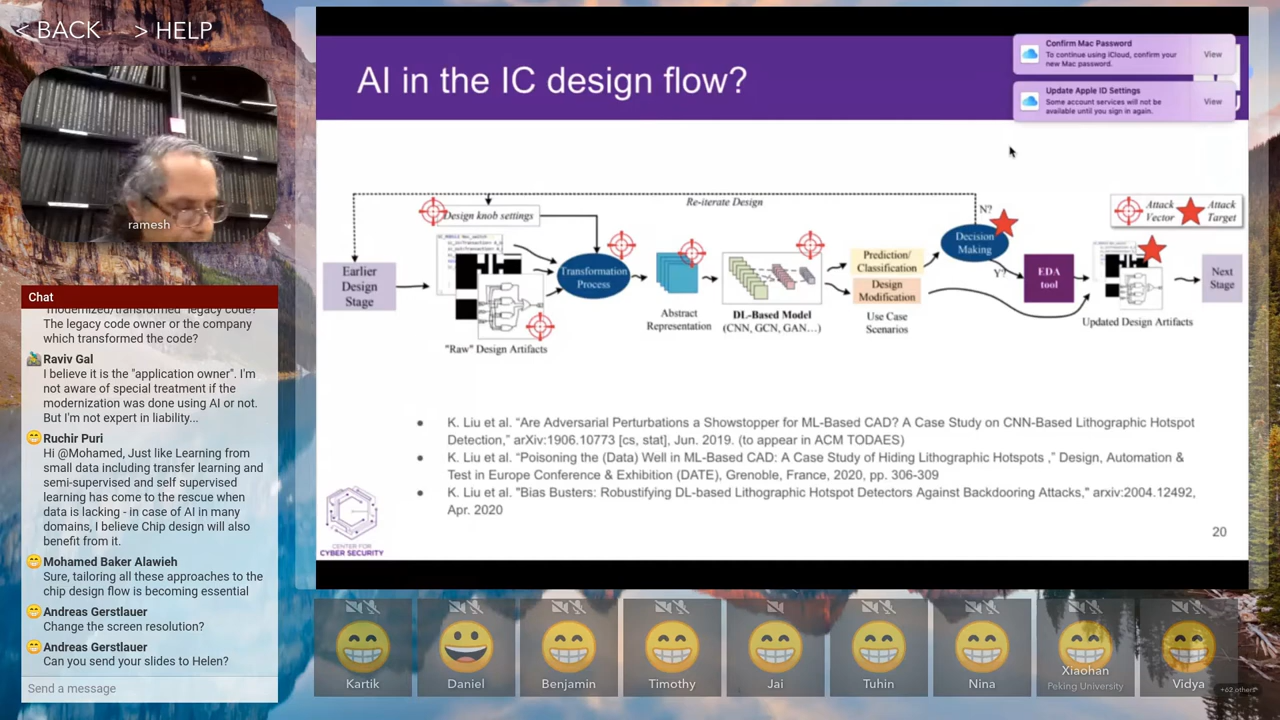 < BACK
> HELP
ramesh
Chat
"modernized/transformed" legacy code?
The legacy code owner or the company
which transformed the code?
Raviv Gal
I believe it is the "application owner". I'm
not aware of special treatment if the
modernization was done using AI or not.
But I'm not expert in liability...
Ruchir Puri
Hi @Mohamed, Just like Learning from
small data including transfer learning and
semi-supervised and self supervised
learning has come to the rescue when
data is lacking - in case of AI in many
domains, I believe Chip design will also
benefit from it.
Mohamed Baker Alawieh
Sure, tailoring all these approaches to the
chip design flow is becoming essential
Andreas Gerstlauer
Change the screen resolution?
Andreas Gerstlauer
Can you send your slides to Helen?
Send a message
AI in the IC design flow?
Confirm Mac Password
To continue using iCloud, confirm your
new Mac password.
View
Update Apple ID Settings
Some account services will not be
available until you sign in again.
View
Re-iterate Design
N?
Attack
Vector
Attack
Target
Design knob settings
Earlier
Design
Stage
"Raw" Design Artifacts
Transformation
Process
Abstract
Representation
DL-Based Model
(CNN, GCN, GAN...)
Prediction/
Classification
Design
Modification
Use Case
Scenarios
Decision
Making
Y?
EDA
tool
Updated Design Artifacts
Next
Stage
● K. Liu et al. "Are Adversarial Perturbations a Showstopper for ML-Based CAD? A Case Study on CNN-Based Lithographic Hotspot
Detection," arXiv:1906.10773 [cs, stat], Jun. 2019. (to appear in ACM TODAES)
● K. Liu et al. "Poisoning the (Data) Well in ML-Based CAD: A Case Study of Hiding Lithographic Hotspots ," Design, Automation &
Test in Europe Conference & Exhibition (DATE), Grenoble, France, 2020, pp. 306-309
● K. Liu et al. "Bias Busters: Robustifying DL-based Lithographic Hotspot Detectors Against Backdooring Attacks," arxiv:2004.12492,
Apr. 2020
CENTER FOR
CYBER SECURITY
20
Kartik
Daniel
Benjamin
Timothy
Jai
Tuhin
Nina
Xiaohan
Peking University
Vidya
+62 others